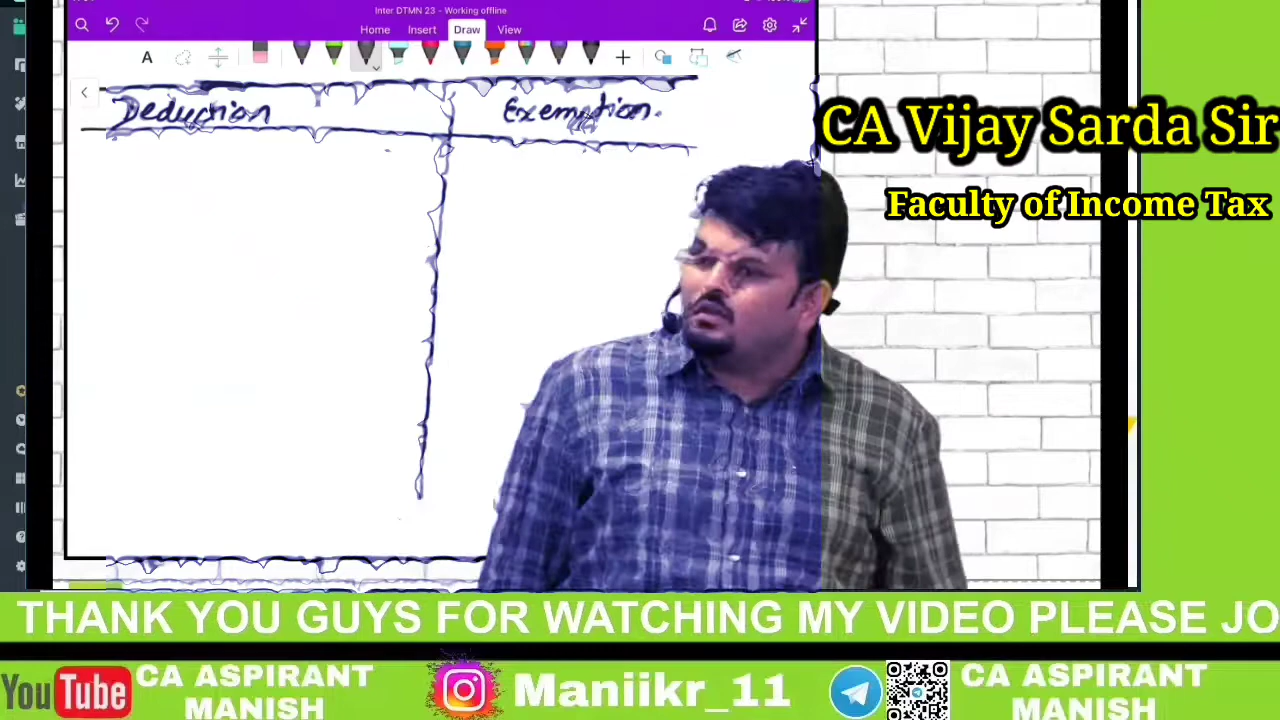 Inter DTMN 23 - Working offline
Home Insert Draw View
A
Deduction Exemption.
CA Vijay Sarda Sir
Faculty of Income Tax
THANK YOU GUYS FOR WATCHING MY VIDEO PLEASE JO
YouTube
CA ASPIRANT
MANISH
Maniikr_11
CA ASPIRANT
MANISH